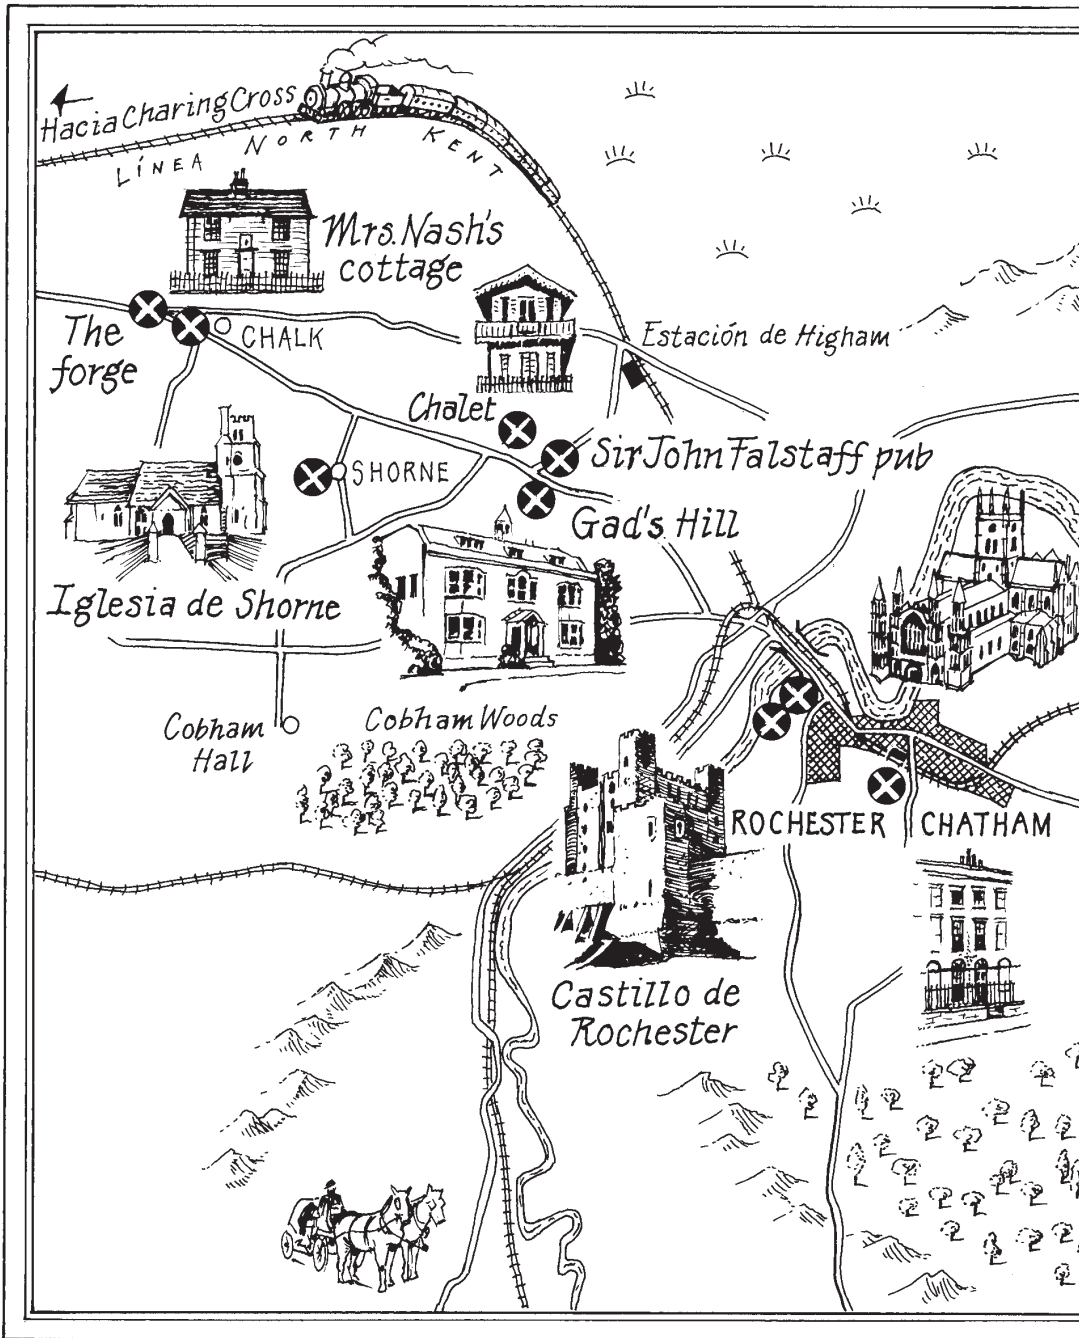 Hacia Charing Cross
LÍNEA NORTH KENT
Mrs. Nash's
cottage
The
forge
CHALK
Estación de Higham
Chalet
Sir John Falstaff pub
SHORNE
Gad's Hill
Iglesia de Shorne
Cobham
Hall
Cobham Woods
ROCHESTER
CHATHAM
Castillo de
Rochester